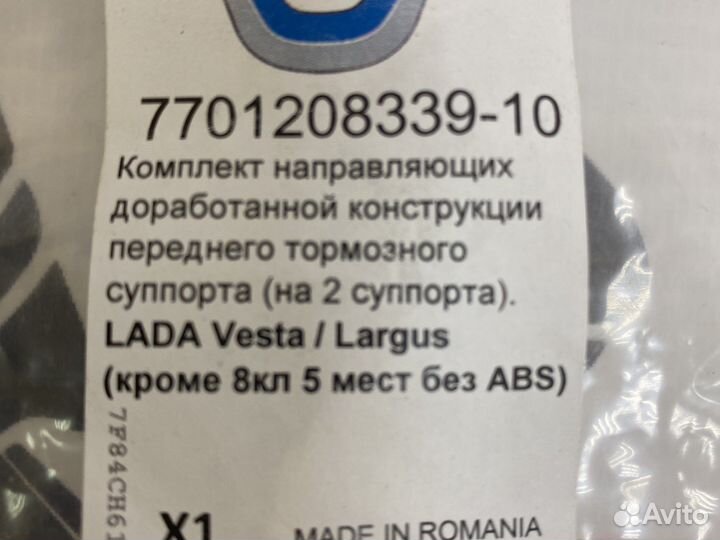 7701208339-10
Комплект направляющих
доработанной конструкции
переднего тормозного
суппорта (на 2 суппорта).
LADA Vesta / Largus
(кроме 8кл 5 мест без ABS)
7F84CH61
X1 MADE IN ROMANIA
Avito